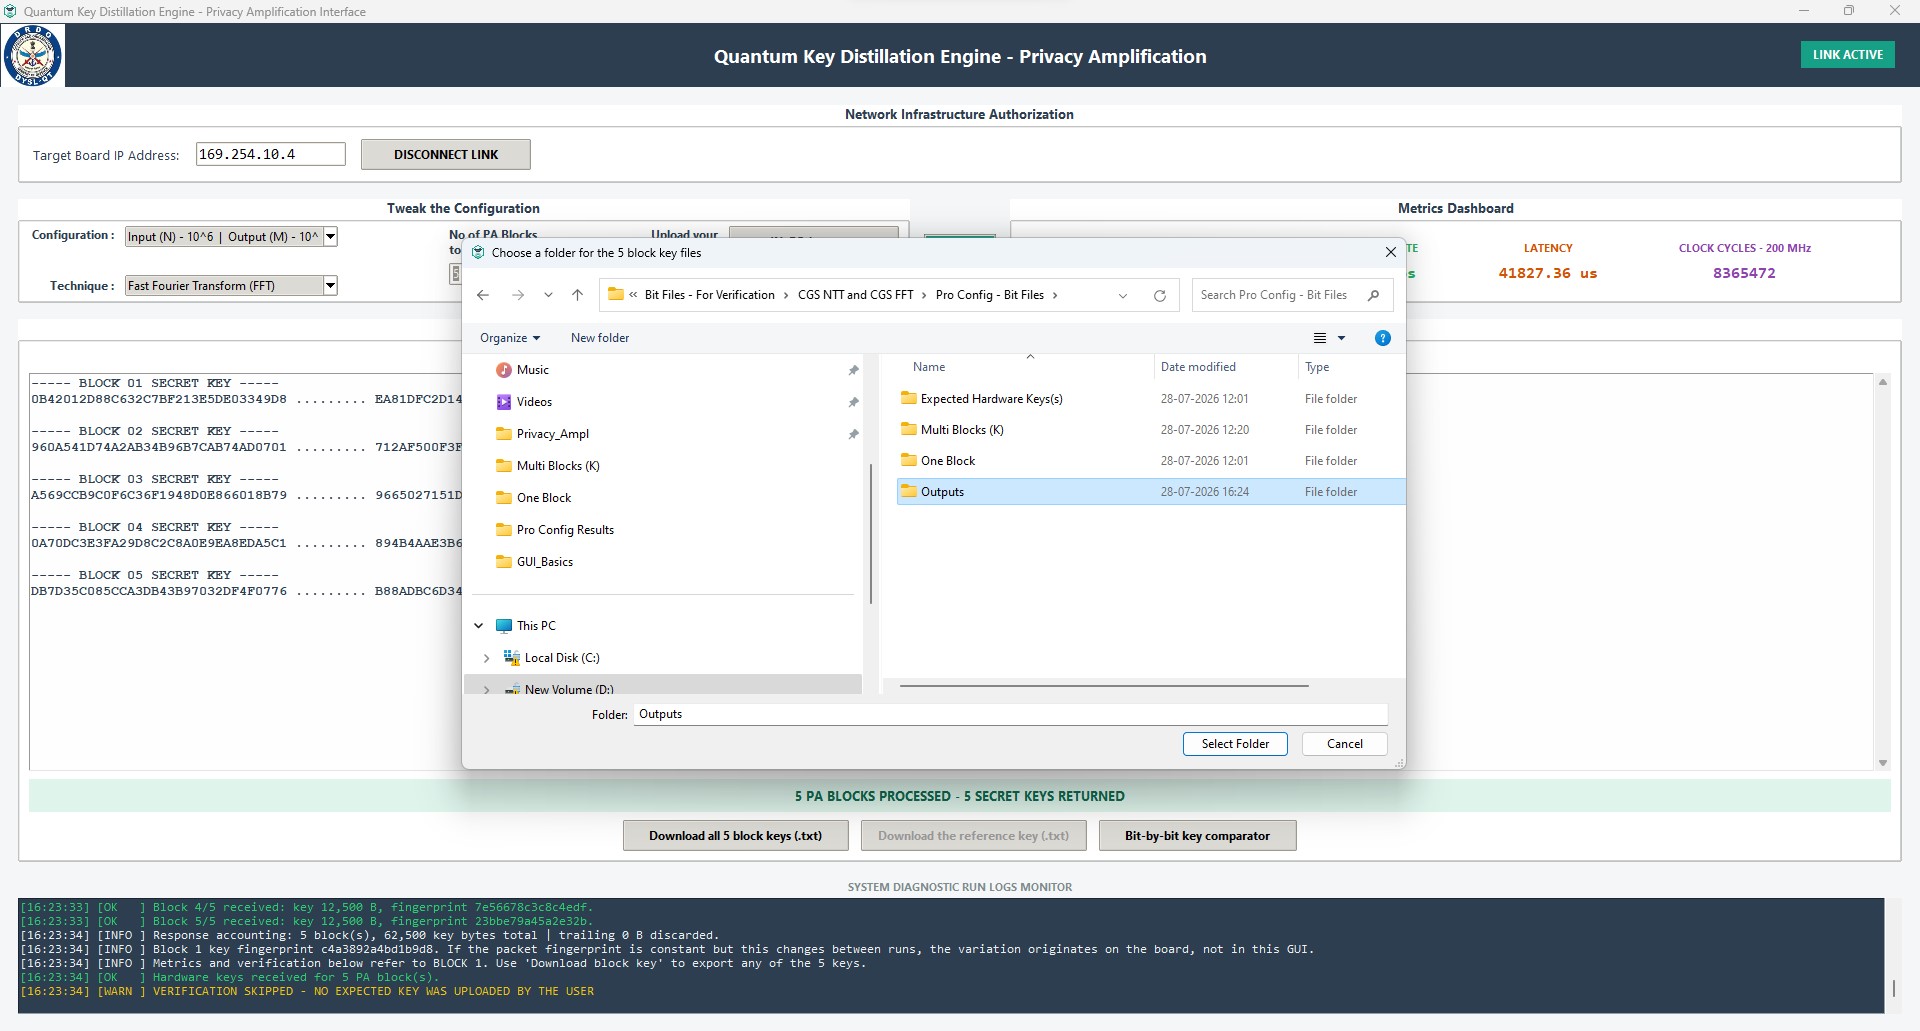 Quantum Key Distillation Engine - Privacy Amplification Interface
DRDO
DYSL-QT
Quantum Key Distillation Engine - Privacy Amplification
LINK ACTIVE
Network Infrastructure Authorization
Target Board IP Address:
169.254.10.4
DISCONNECT LINK
Tweak the Configuration
Metrics Dashboard
Configuration :
Input (N) - 10^6 | Output (M) - 10^
No of PA Blocks
to
Upload your
5
Technique :
Fast Fourier Transform (FFT)
TE
s
LATENCY
41827.36 us
CLOCK CYCLES - 200 MHz
8365472
Choose a folder for the 5 block key files
« Bit Files - For Verification › CGS NTT and CGS FFT › Pro Config - Bit Files ›
Search Pro Config - Bit Files
Organize
New folder
Music
Videos
Privacy_Ampl
Multi Blocks (K)
One Block
Pro Config Results
GUI_Basics
This PC
Local Disk (C:)
New Volume (D:)
Name Date modified Type
Expected Hardware Keys(s) 28-07-2026 12:01 File folder
Multi Blocks (K) 28-07-2026 12:20 File folder
One Block 28-07-2026 12:01 File folder
Outputs 28-07-2026 16:24 File folder
Folder: Outputs
Select Folder
Cancel
----- BLOCK 01 SECRET KEY -----
0B42012D88C632C7BF213E5DE03349D8 ......... EA81DFC2D14
----- BLOCK 02 SECRET KEY -----
960A541D74A2AB34B96B7CAB74AD0701 ......... 712AF500F3F
----- BLOCK 03 SECRET KEY -----
A569CCB9C0F6C36F1948D0E866018B79 ......... 9665027151D
----- BLOCK 04 SECRET KEY -----
0A70DC3E3FA29D8C2C8A0E9EA8EDA5C1 ......... 894B4AAE3B6
----- BLOCK 05 SECRET KEY -----
DB7D35C085CCA3DB43B97032DF4F0776 ......... B88ADBC6D34
5 PA BLOCKS PROCESSED - 5 SECRET KEYS RETURNED
Download all 5 block keys (.txt)
Download the reference key (.txt)
Bit-by-bit key comparator
SYSTEM DIAGNOSTIC RUN LOGS MONITOR
[16:23:33] [OK ] Block 4/5 received: key 12,500 B, fingerprint 7e56678c3c8c4edf.
[16:23:33] [OK ] Block 5/5 received: key 12,500 B, fingerprint 23bbe79a45a2e32b.
[16:23:34] [INFO ] Response accounting: 5 block(s), 62,500 key bytes total | trailing 0 B discarded.
[16:23:34] [INFO ] Block 1 key fingerprint c4a3892a4bd1b9d8. If the packet fingerprint is constant but this changes between runs, the variation originates on the board, not in this GUI.
[16:23:34] [INFO ] Metrics and verification below refer to BLOCK 1. Use 'Download block key' to export any of the 5 keys.
[16:23:34] [OK ] Hardware keys received for 5 PA block(s).
[16:23:34] [WARN ] VERIFICATION SKIPPED - NO EXPECTED KEY WAS UPLOADED BY THE USER